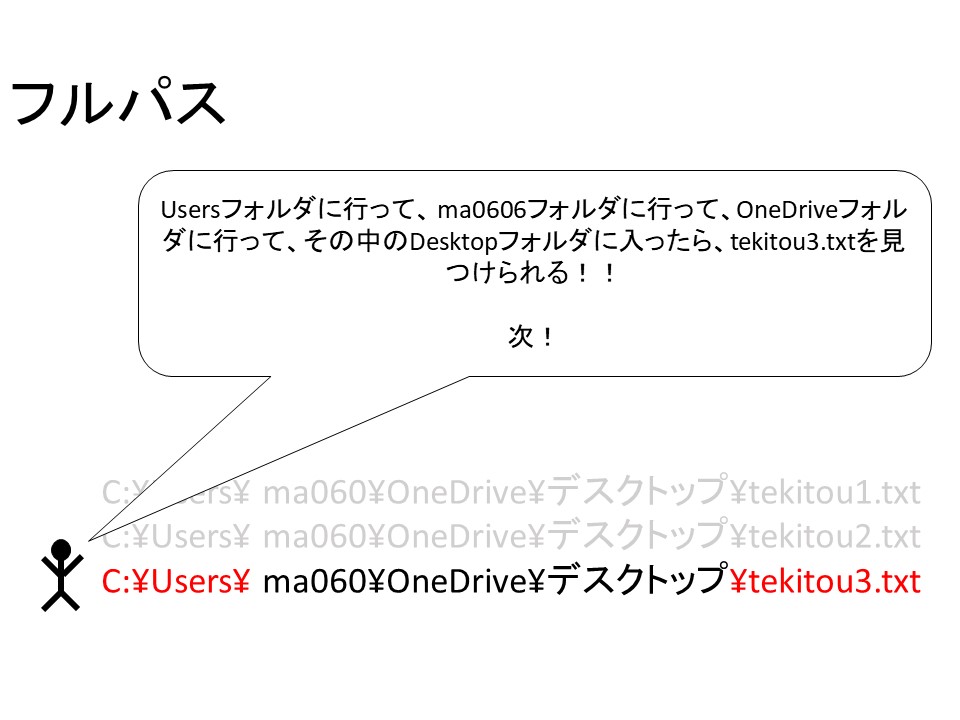 フルパス
Usersフォルダに行って、ma0606フォルダに行って、OneDriveフォル
ダに行って、その中のDesktopフォルダに入ったら、tekitou3.txtを見
つけられる！！
次！
C:¥Users¥ ma060¥OneDrive¥デスクトップ¥tekitou1.txt
C:¥Users¥ ma060¥OneDrive¥デスクトップ¥tekitou2.txt
C:¥Users¥ ma060¥OneDrive¥デスクトップ¥tekitou3.txt